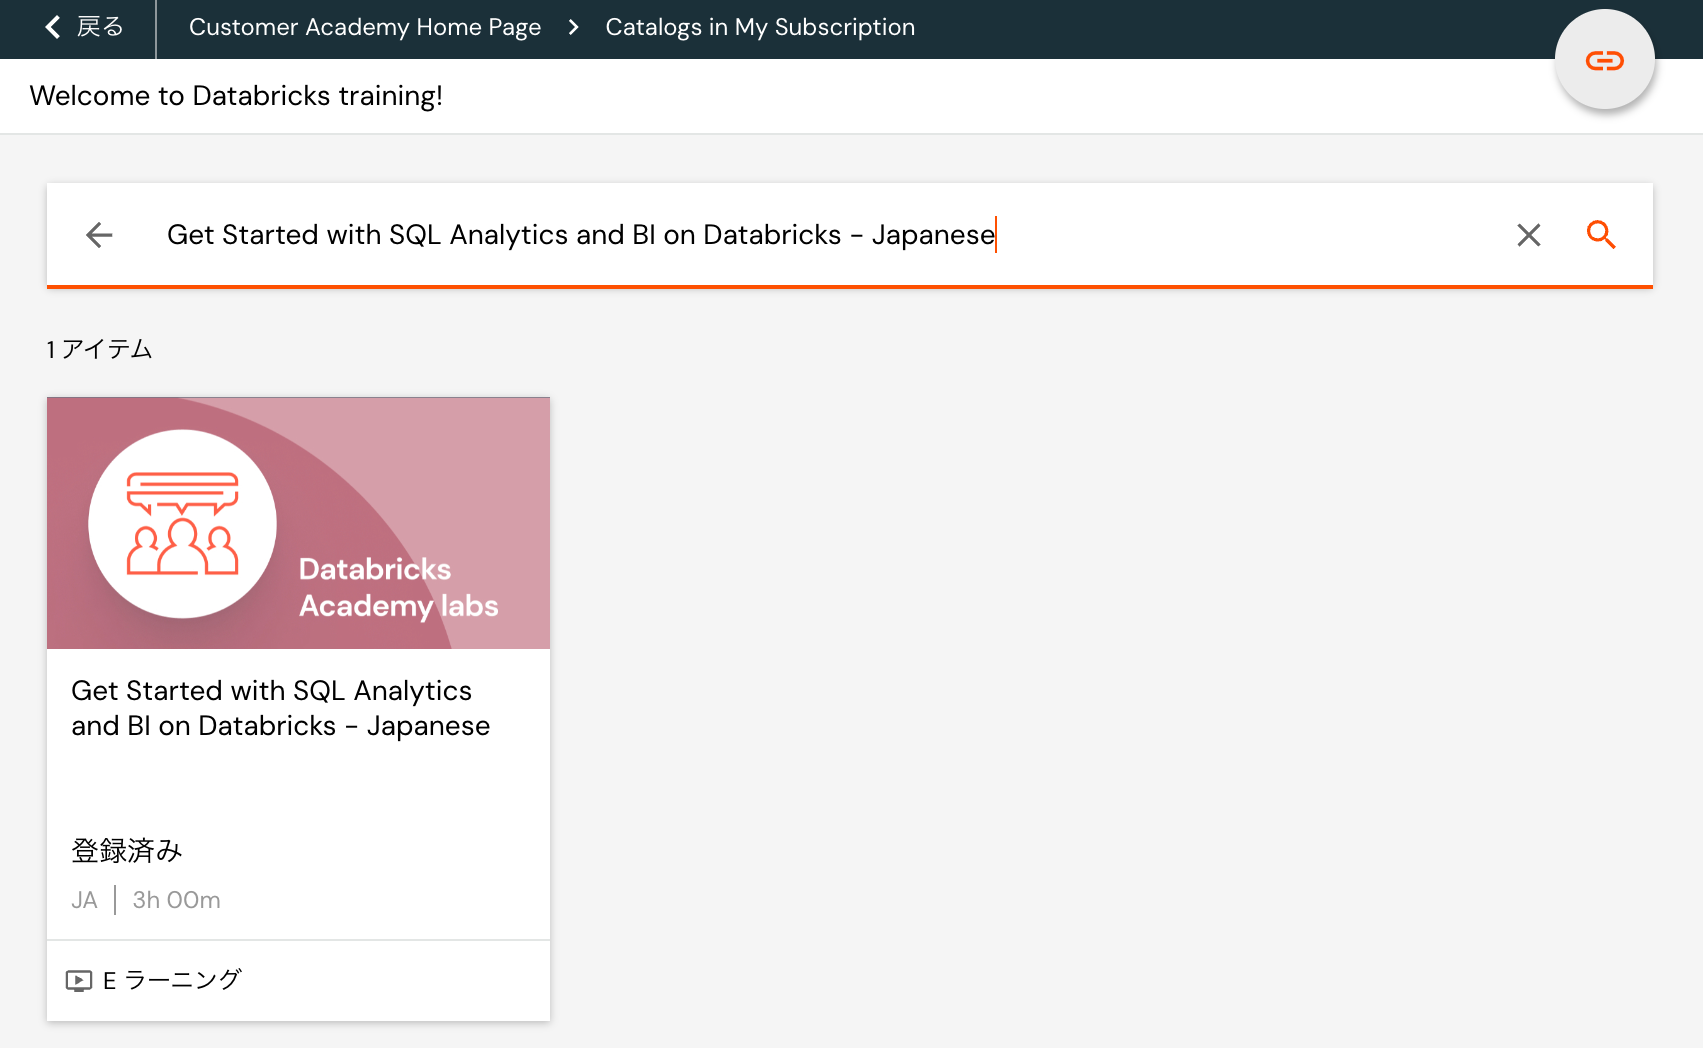 戻る
Customer Academy Home Page
Catalogs in My Subscription
Welcome to Databricks training!
Get Started with SQL Analytics and BI on Databricks - Japanese
1 アイテム
Databricks
Academy labs
Get Started with SQL Analytics
and BI on Databricks - Japanese
登録済み
JA
3h 00m
E ラーニング